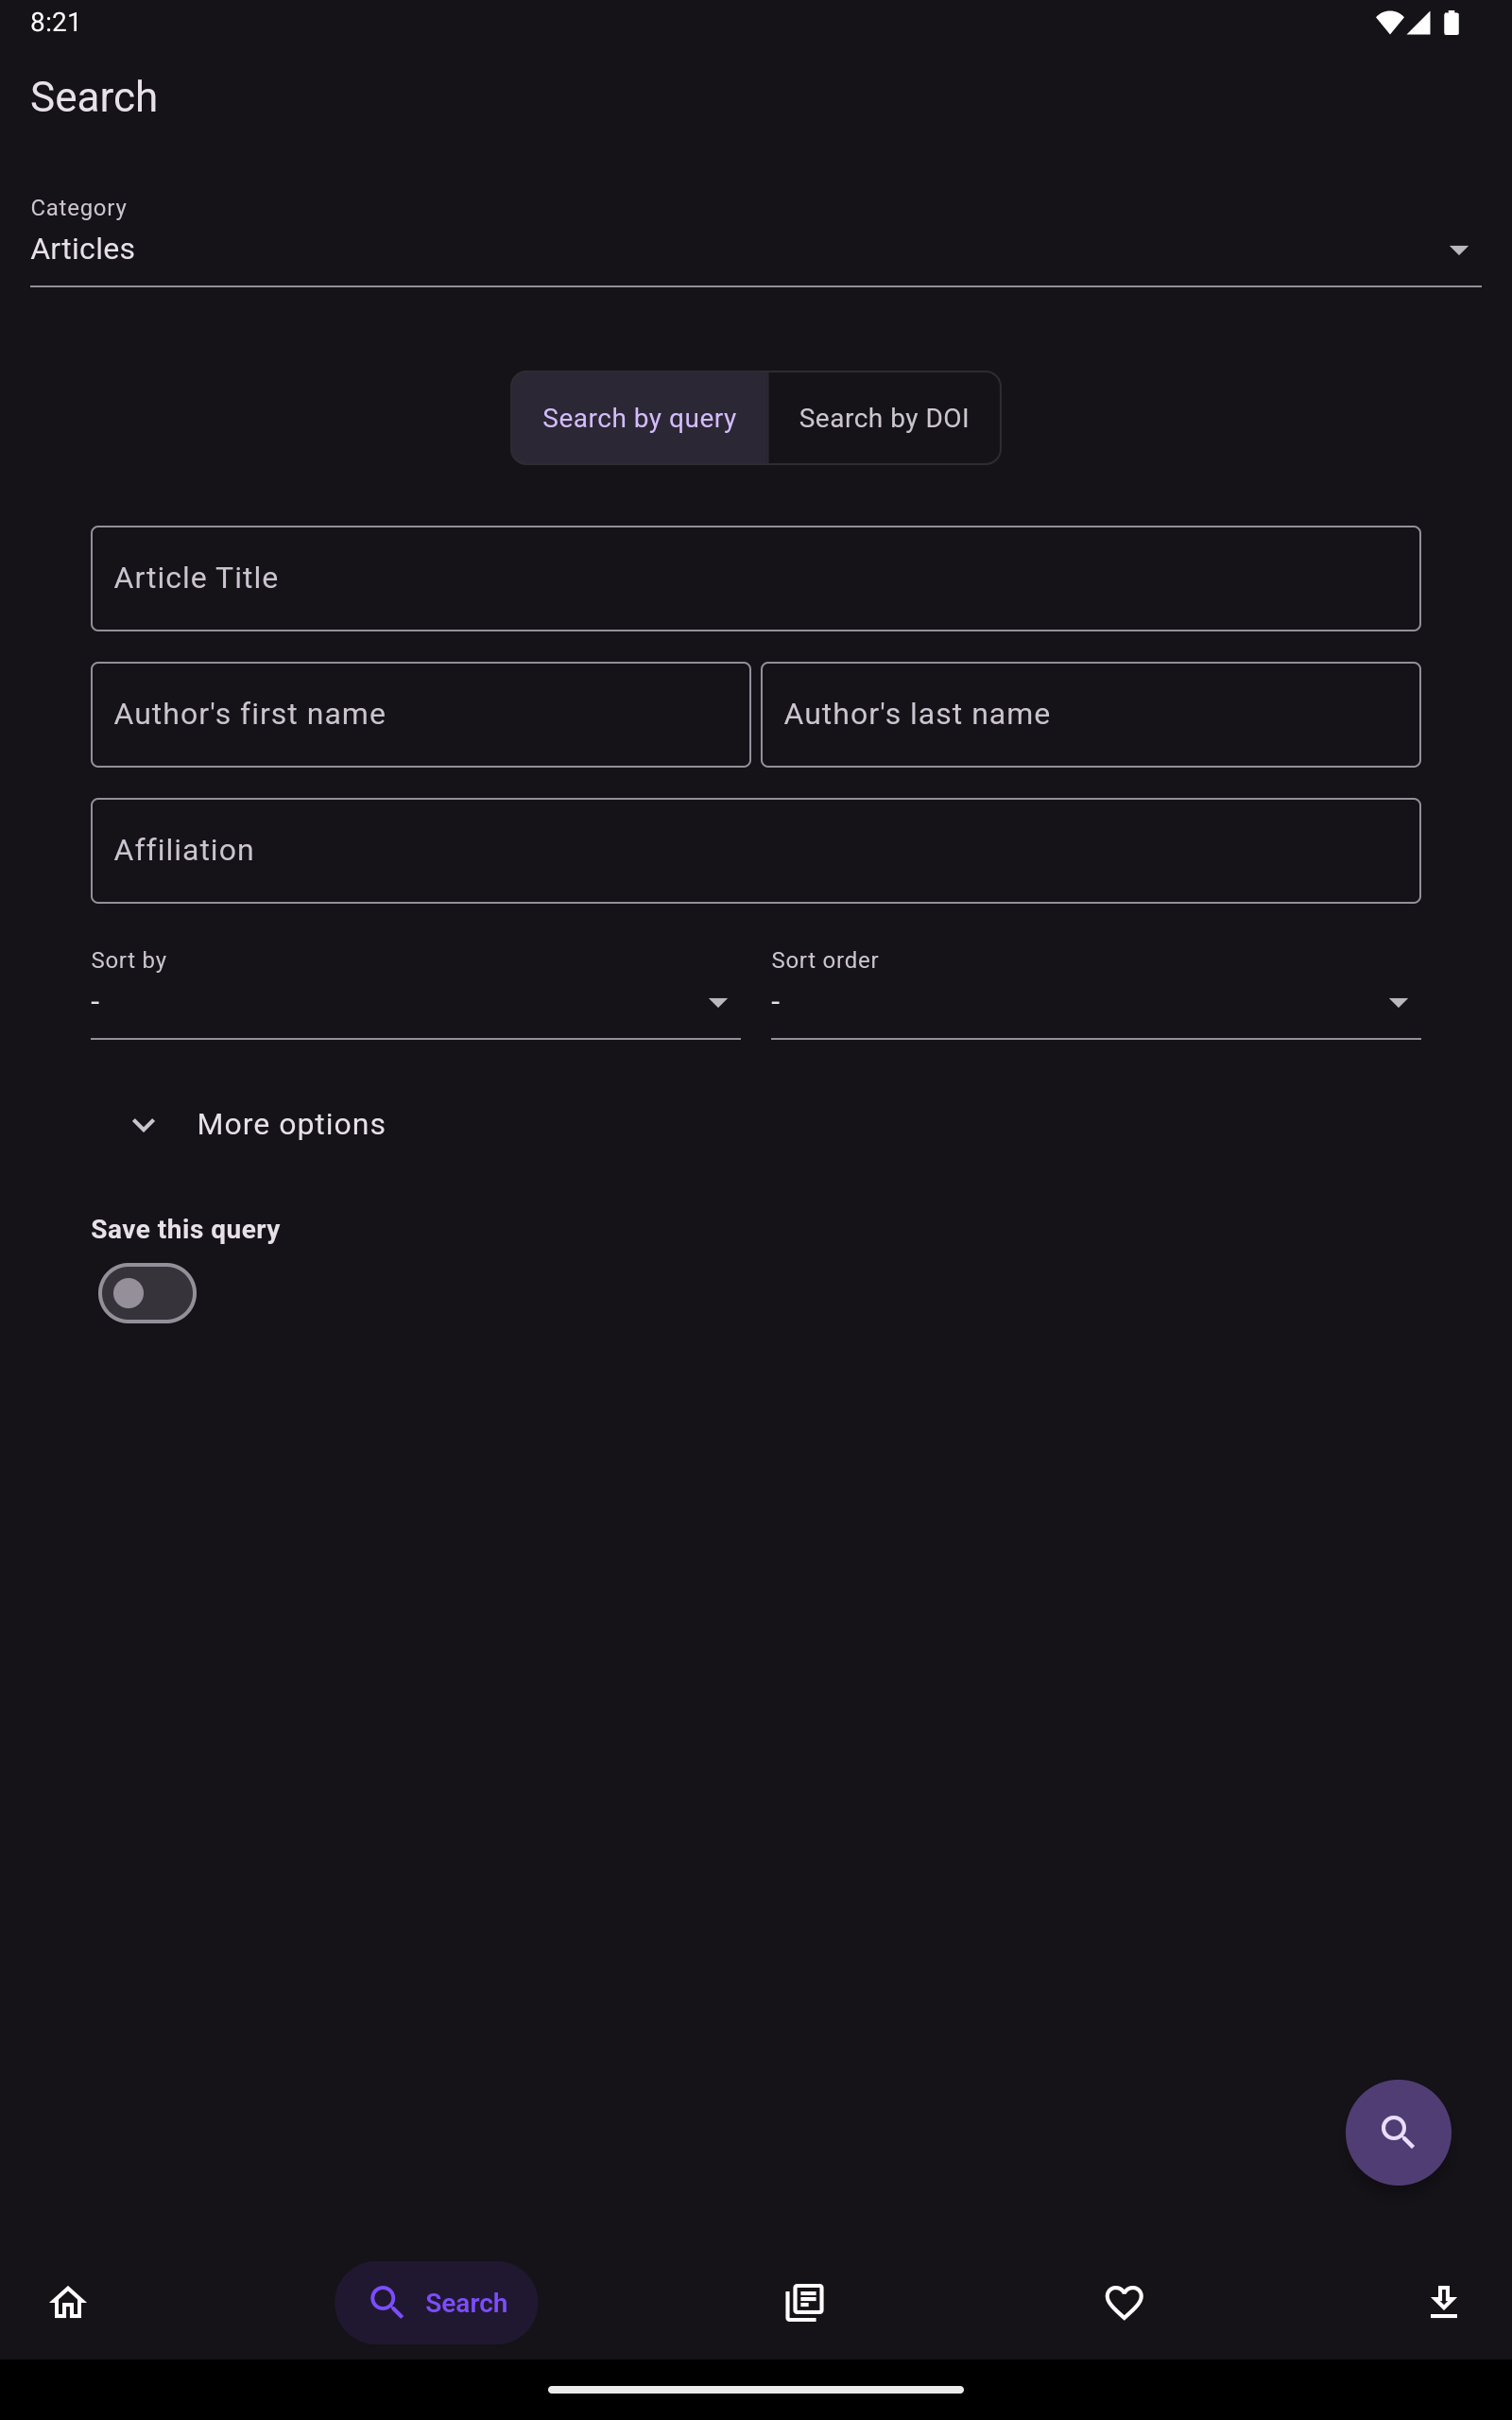 8:21
Search
Category
Articles
Search by query
Search by DOI
Article Title
Author's first name
Author's last name
Affiliation
Sort by
Sort order
-
-
More options
Save this query
Search